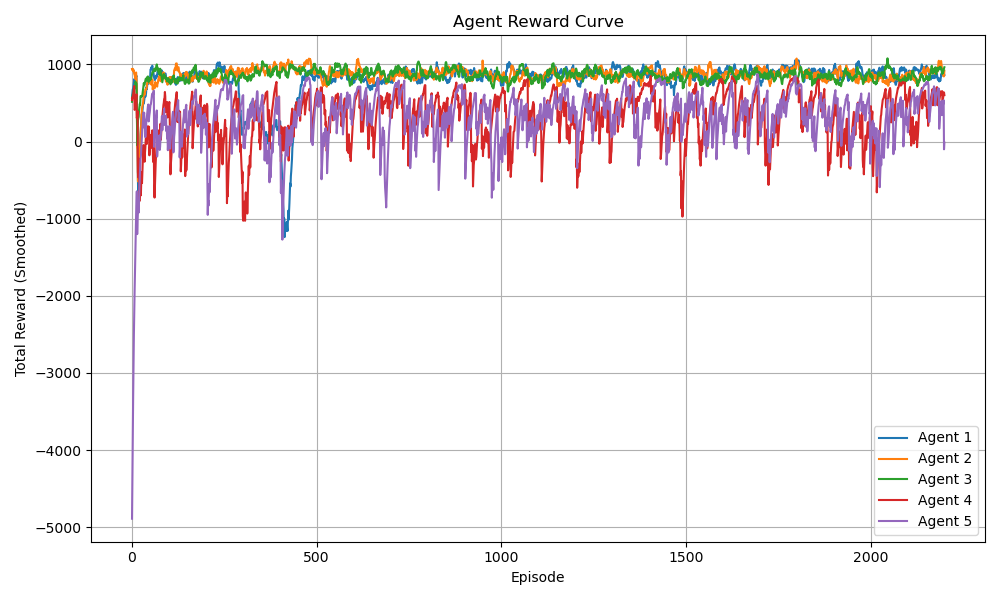 Agent Reward Curve
Total Reward (Smoothed)
1000
0
−1000
−2000
−3000
−4000
−5000
0 500 1000 1500 2000
Episode
Agent 1
Agent 2
Agent 3
Agent 4
Agent 5